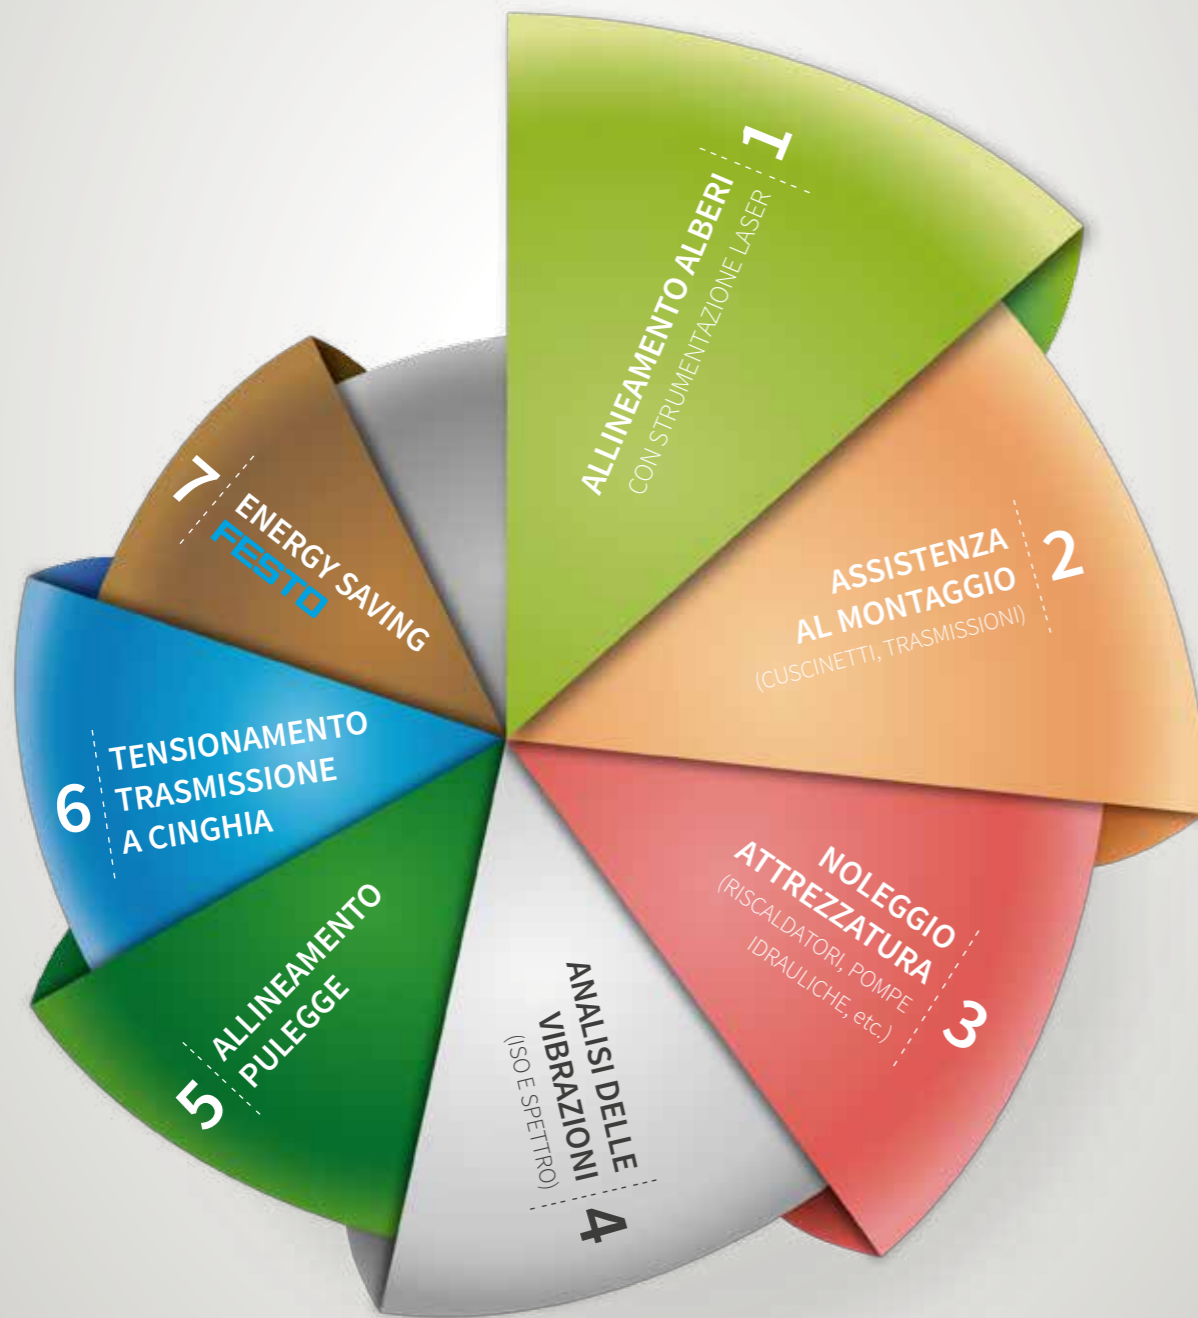 1
ALLINEAMENTO ALBERI
CON STRUMENTAZIONE LASER
2
ASSISTENZA
AL MONTAGGIO
(CUSCINETTI, TRASMISSIONI)
3
NOLEGGIO
ATTREZZATURA
(RISCALDATORI, POMPE
IDRAULICHE, etc.)
4
ANALISI DELLE
VIBRAZIONI
(ISO E SPETTRO)
5
ALLINEAMENTO
PULEGGE
6
TENSIONAMENTO
TRASMISSIONE
A CINGHIA
7
ENERGY SAVING
FESTO